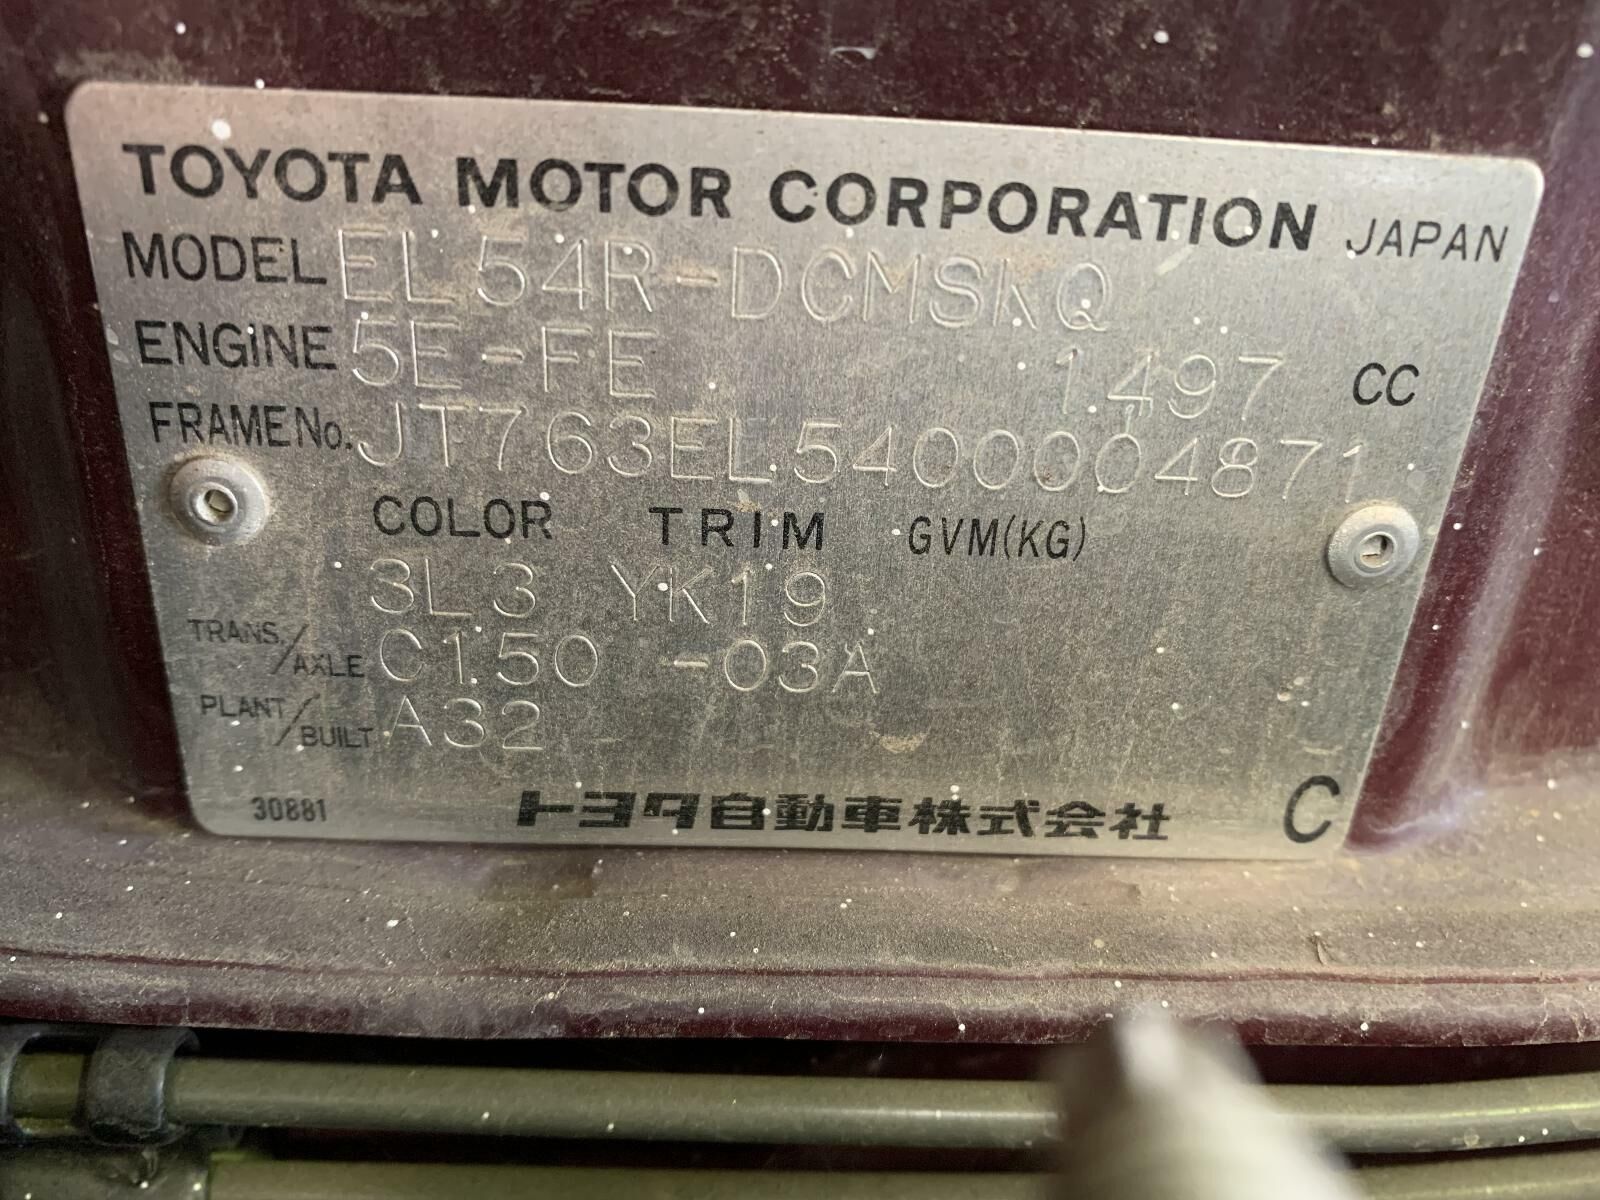 TOYOTA MOTOR CORPORATION JAPAN
MODEL EL54R-DCMSKQ
ENGINE 5E-FE 1497 CC
FRAME No. JT763EL5400004871
COLOR TRIM GVM(KG)
3L3 YK19
TRANS./AXLE C150 -03A
PLANT/BUILT A32
30881 トヨタ自動車株式会社 C